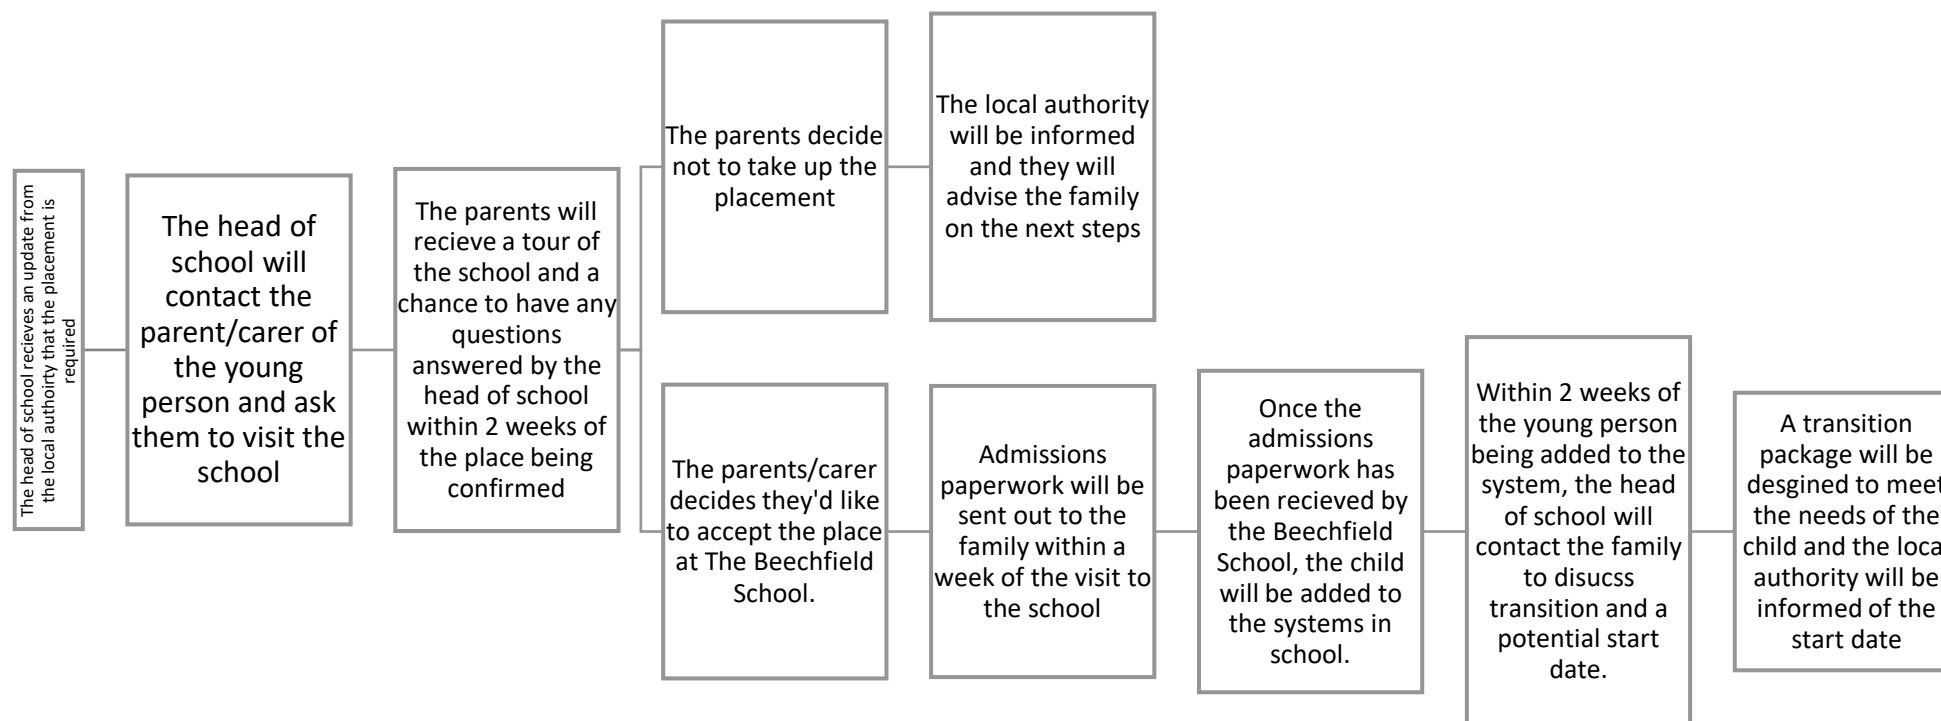 The head of school recieves an update from
the local authoirty that the placement is
required
The head of
school will
contact the
parent/carer of
the young
person and ask
them to visit the
school
The parents will
recieve a tour of
the school and a
chance to have any
questions
answered by the
head of school
within 2 weeks of
the place being
confirmed
The parents decide
not to take up the
placement
The local authority
will be informed
and they will
advise the family
on the next steps
The parents/carer
decides they'd like
to accept the place
at The Beechfield
School.
Admissions
paperwork will be
sent out to the
family within a
week of the visit to
the school
Once the
admissions
paperwork has
been recieved by
the Beechfield
School, the child
will be added to
the systems in
school.
Within 2 weeks of
the young person
being added to the
system, the head
of school will
contact the family
to disucss
transition and a
potential start
date.
A transition
package will be
desgined to meet
the needs of the
child and the local
authority will be
informed of the
start date